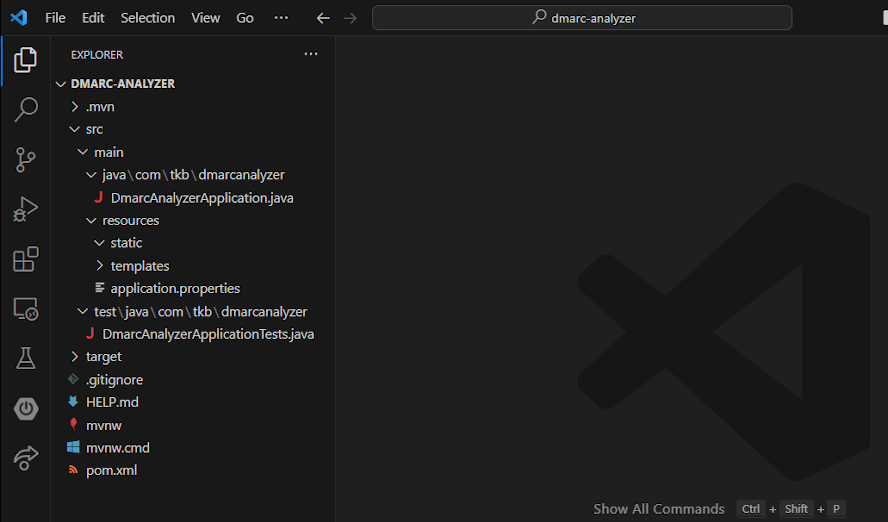 File Edit Selection View Go ··· dmarc-analyzer
EXPLORER ···
DMARC-ANALYZER
.mvn
src
main
java\com\tkb\dmarcanalyzer
J DmarcAnalyzerApplication.java
resources
static
templates
application.properties
test\java\com\tkb\dmarcanalyzer
J DmarcAnalyzerApplicationTests.java
target
.gitignore
HELP.md
mvnw
mvnw.cmd
pom.xml
Show All Commands Ctrl + Shift + P